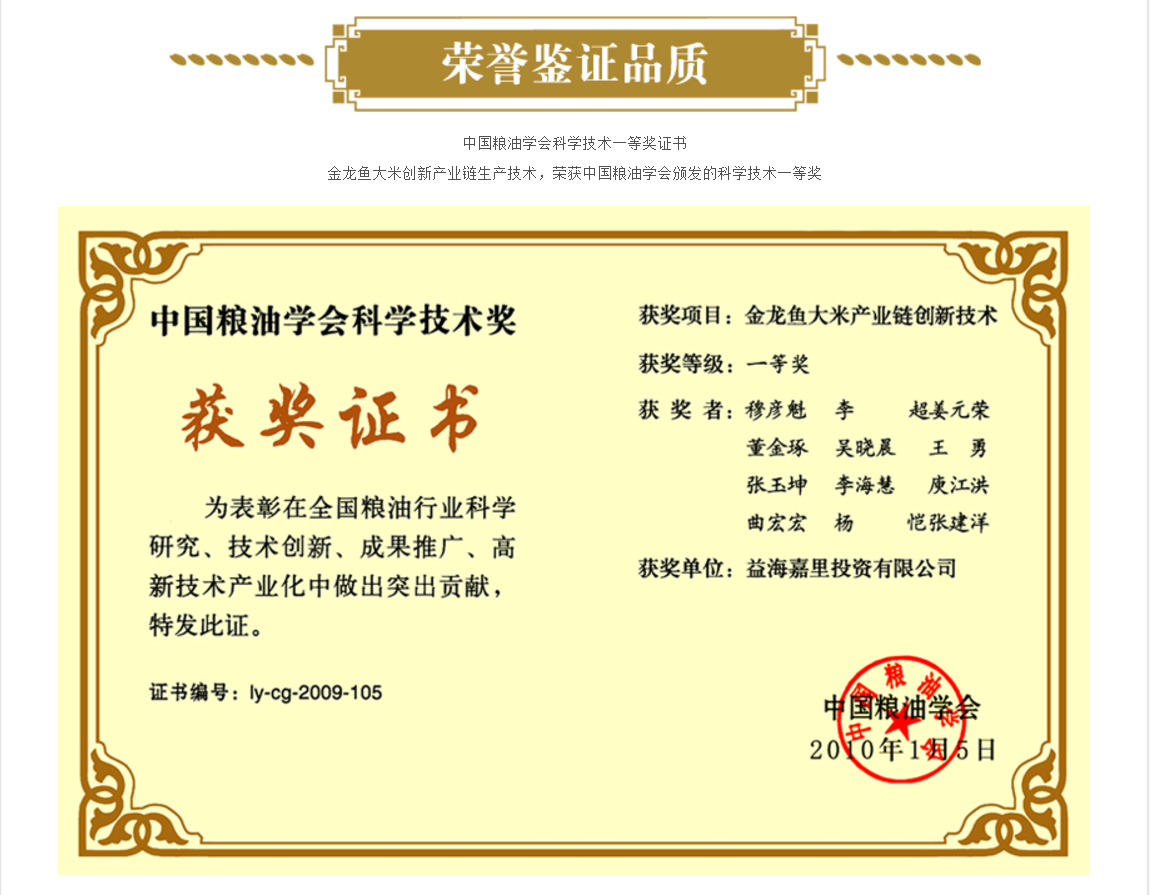 荣誉鉴证品质
中国粮油学会科学技术一等奖证书
金龙鱼大米创新产业链生产技术，荣获中国粮油学会颁发的科学技术一等奖
中国粮油学会科学技术奖
获奖证书
为表彰在全国粮油行业科学
研究、技术创新、成果推广、高
新技术产业化中做出突出贡献，
特发此证。
证书编号：ly-cg-2009-105
获奖项目：金龙鱼大米产业链创新技术
获奖等级：一等奖
获 奖 者：穆彦魁 李 超姜元荣
董金琢 吴晓晨 王 勇
张玉坤 李海慧 庾江洪
曲宏宏 杨 恺张建洋
获奖单位：益海嘉里投资有限公司
中国粮油学会
中国粮油学会
2010年1月5日